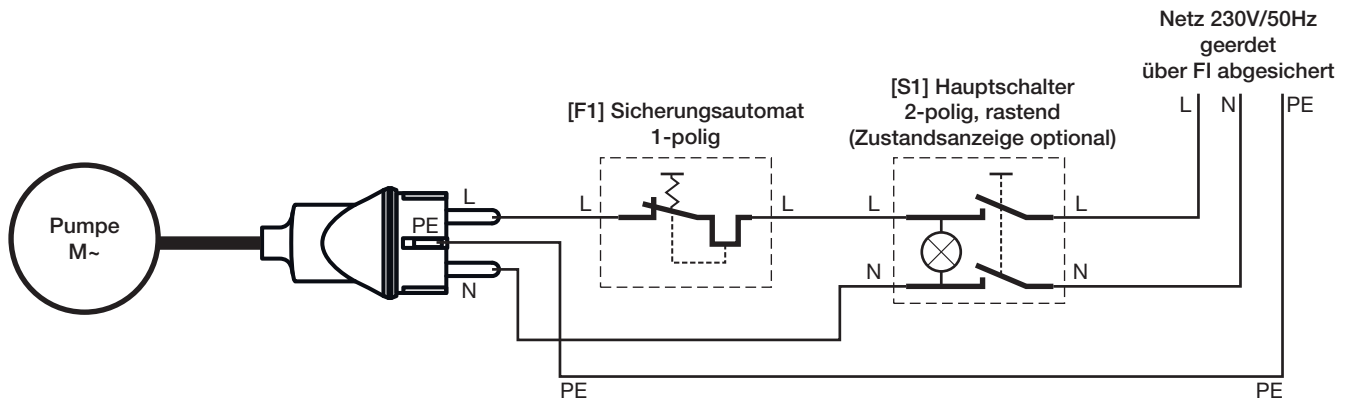 Netz 230V/50Hz
geerdet
über FI abgesichert
L N PE
[S1] Hauptschalter
2-polig, rastend
(Zustandsanzeige optional)
[F1] Sicherungsautomat
1-polig
Pumpe
M~
L
PE
N
L
L
L
L
N
N
PE
PE